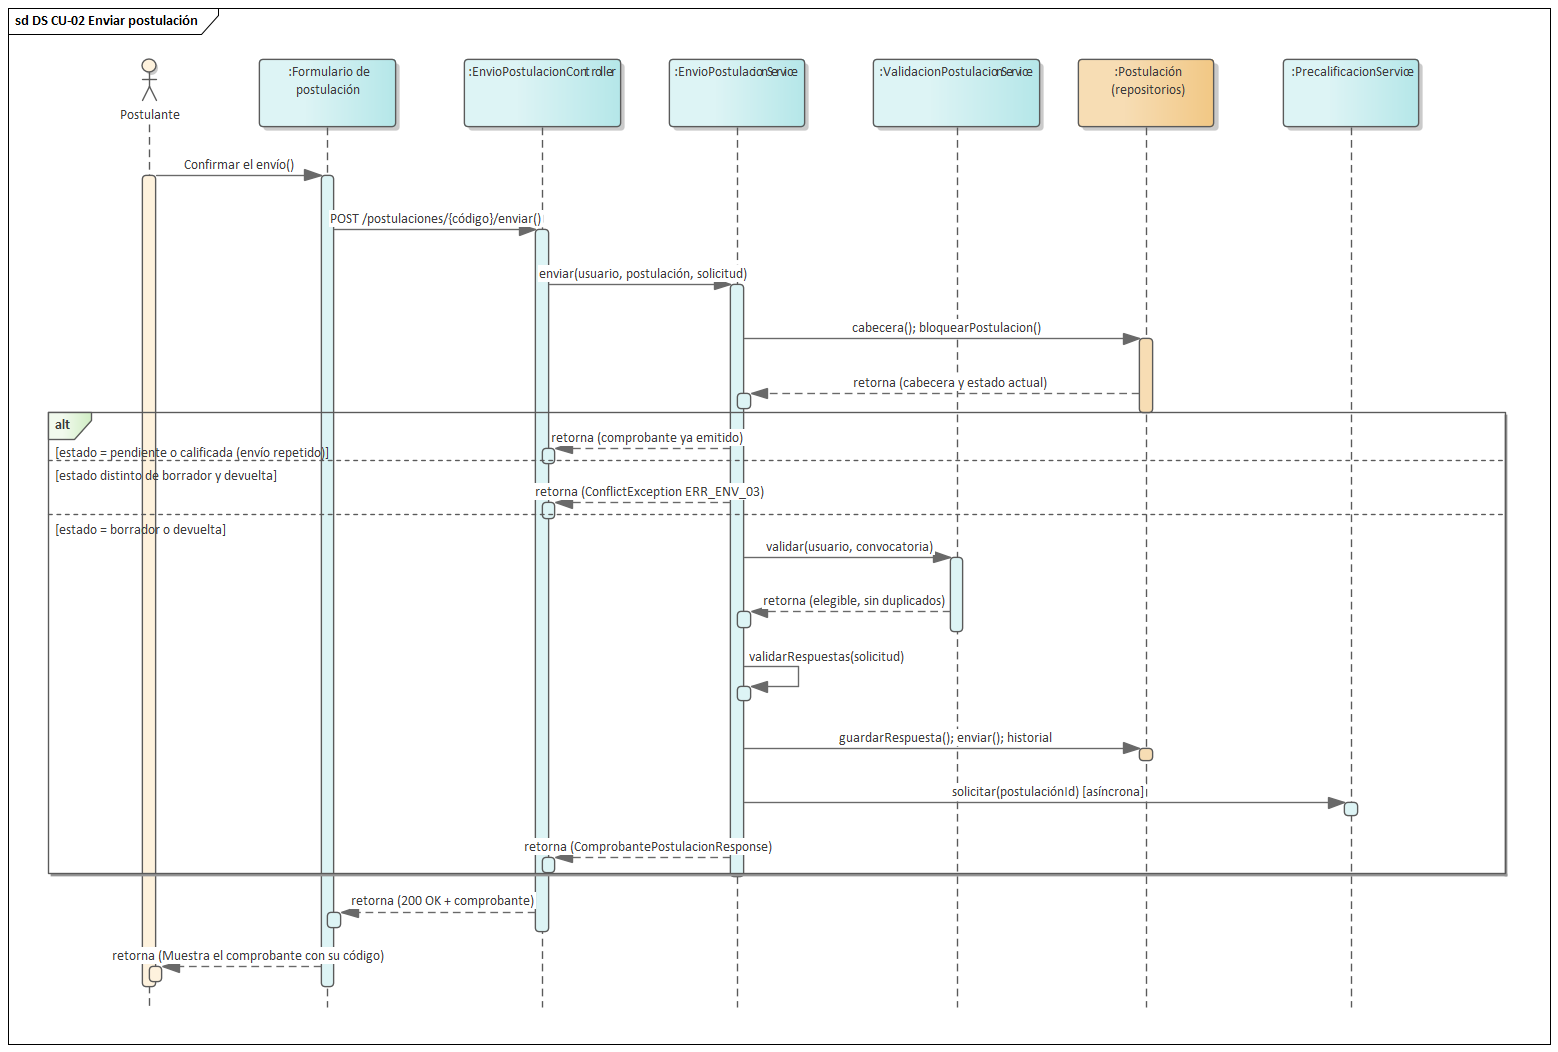 sd DS CU-02 Enviar postulación
Postulante
:Formulario de
postulación
:EnvioPostulacionController
:EnvioPostulacionService
:ValidacionPostulacionService
:Postulación
(repositorios)
:PrecalificacionService
Confirmar el envío()
POST /postulaciones/{código}/enviar()
enviar(usuario, postulación, solicitud)
cabecera(); bloquearPostulacion()
retorna (cabecera y estado actual)
alt
retorna (comprobante ya emitido)
[estado = pendiente o calificada (envío repetido)]
[estado distinto de borrador y devuelta]
retorna (ConflictException ERR_ENV_03)
[estado = borrador o devuelta]
validar(usuario, convocatoria)
retorna (elegible, sin duplicados)
validarRespuestas(solicitud)
guardarRespuesta(); enviar(); historial
solicitar(postulaciónId) [asíncrona]
retorna (ComprobantePostulacionResponse)
retorna (200 OK + comprobante)
retorna (Muestra el comprobante con su código)